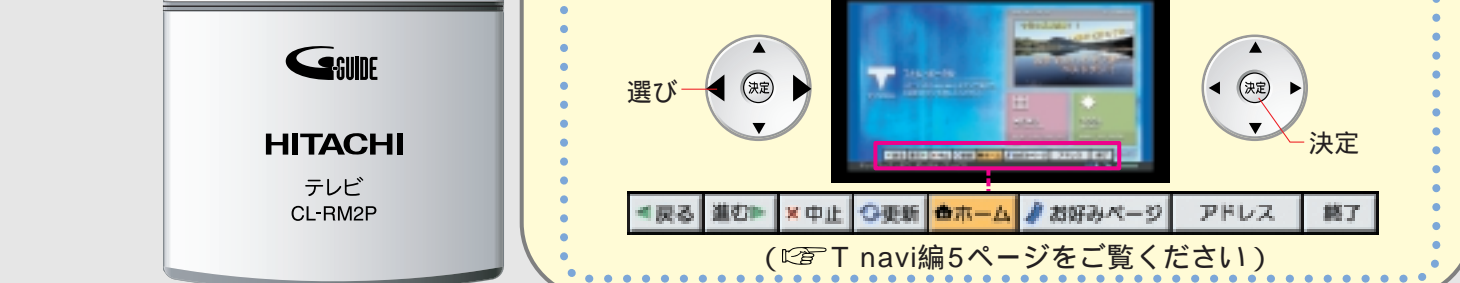 G-GUIDE
HITACHI
テレビ
CL-RM2P
選び
決定
決定
決定
戻る 進む 中止 更新 ホーム お好みページ アドレス 終了
(☞T navi編5ページをご覧ください)